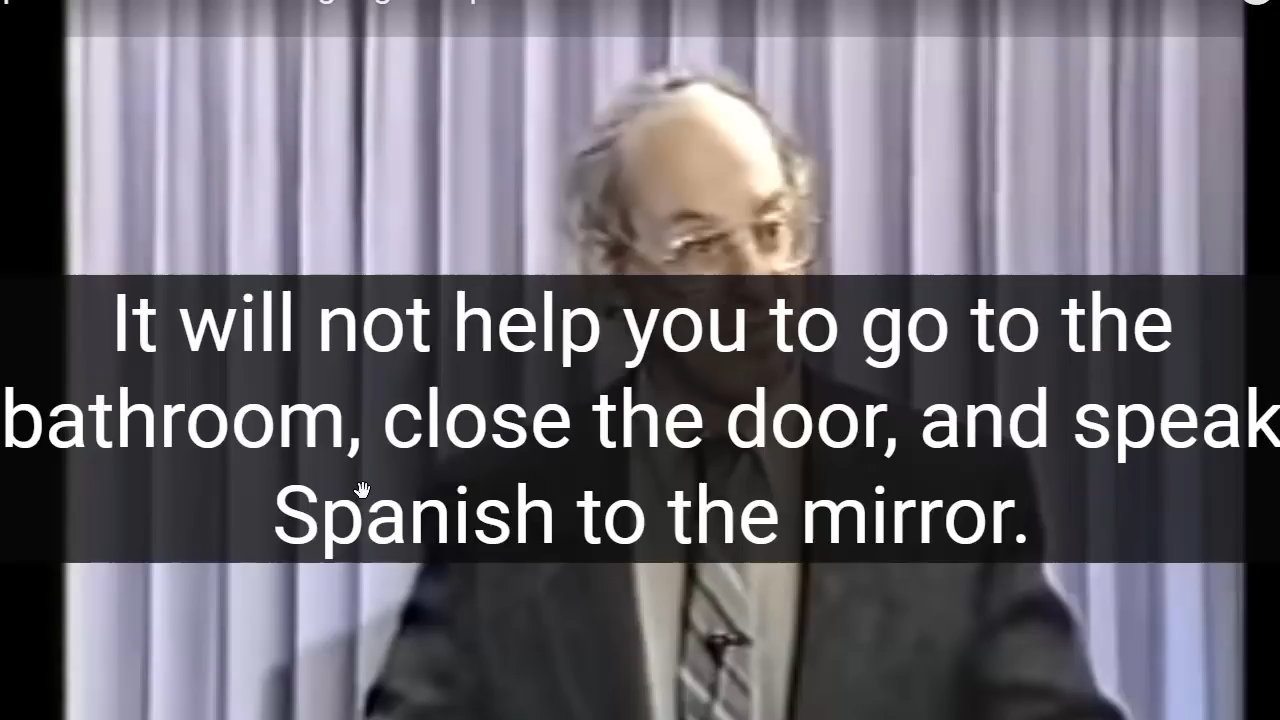 It will not help you to go to the
bathroom, close the door, and speak
Spanish to the mirror.